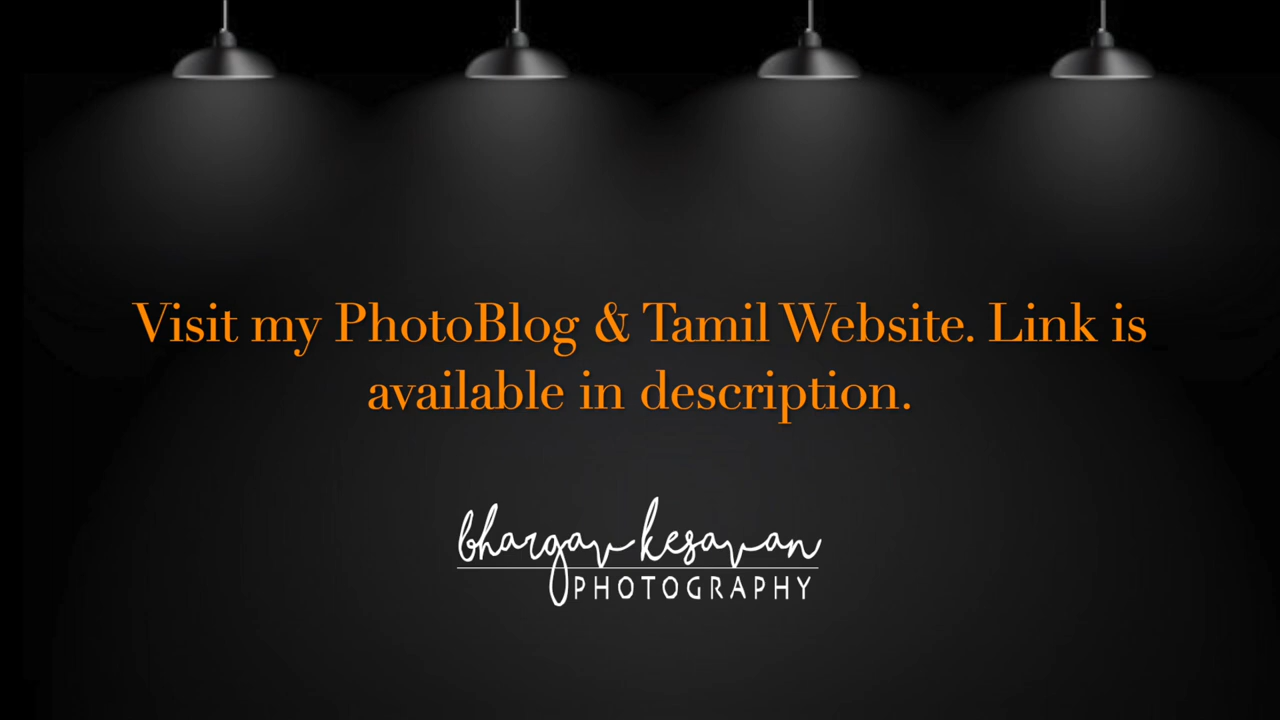 Visit my PhotoBlog & Tamil Website. Link is
available in description.
bhargav kesavan
PHOTOGRAPHY